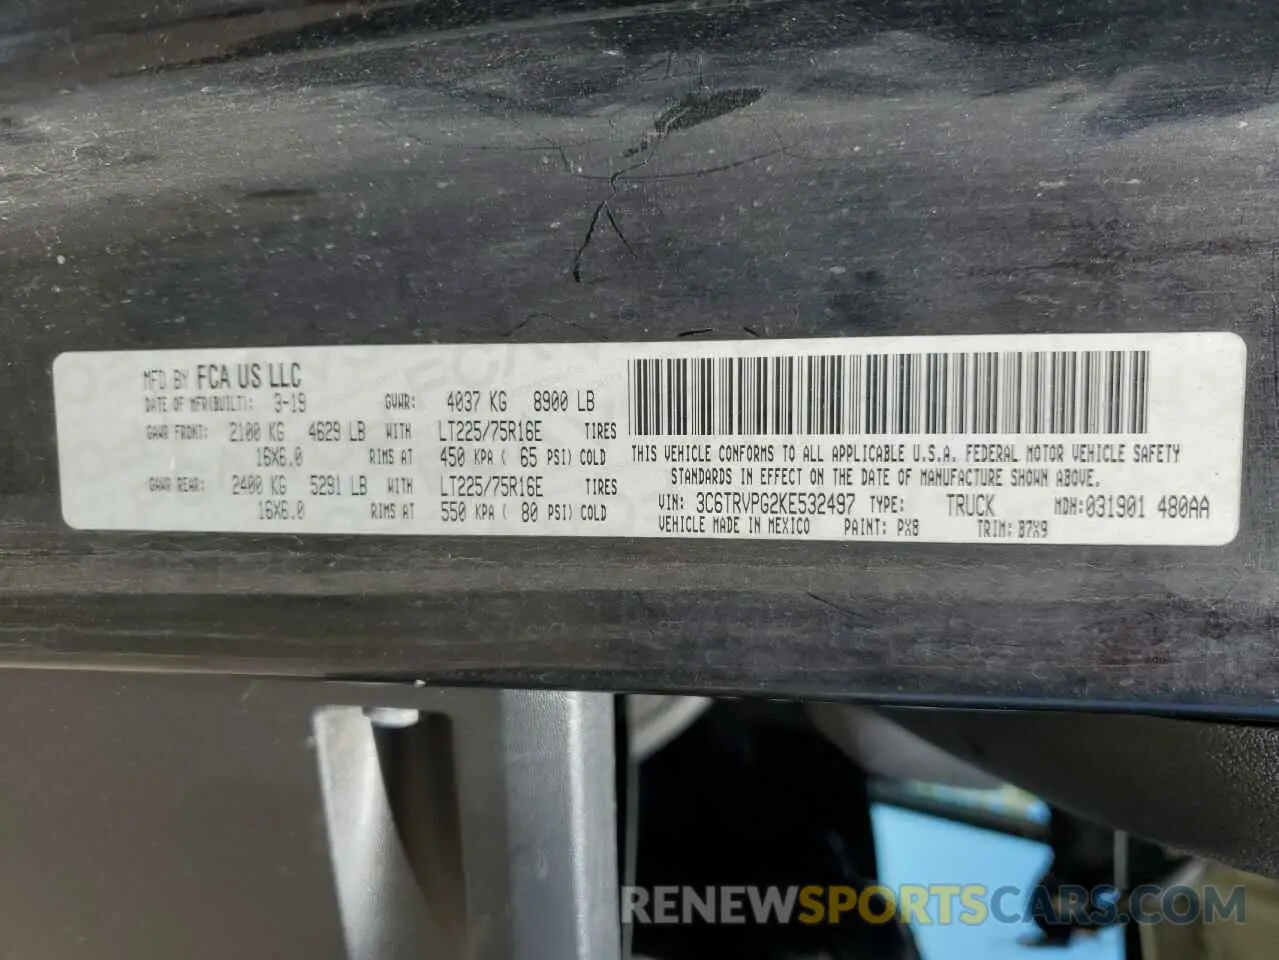 MFD BY FCA US LLC
DATE OF MFR(BUILT): 3-19 GVWR: 4037 KG 8900 LB
GAWR FRONT: 2100 KG 4629 LB WITH LT225/75R16E TIRES
16X6.0 RIMS AT 450 KPA ( 65 PSI) COLD
GAWR REAR: 2400 KG 5291 LB WITH LT225/75R16E TIRES
16X6.0 RIMS AT 550 KPA ( 80 PSI) COLD
THIS VEHICLE CONFORMS TO ALL APPLICABLE U.S.A. FEDERAL MOTOR VEHICLE SAFETY
STANDARDS IN EFFECT ON THE DATE OF MANUFACTURE SHOWN ABOVE.
VIN: 3C6TRVPG2KE532497 TYPE: TRUCK MDH:031901 480AA
VEHICLE MADE IN MEXICO PAINT: PX8 TRIM: B7X9
RENEWSPORTSCARS.COM